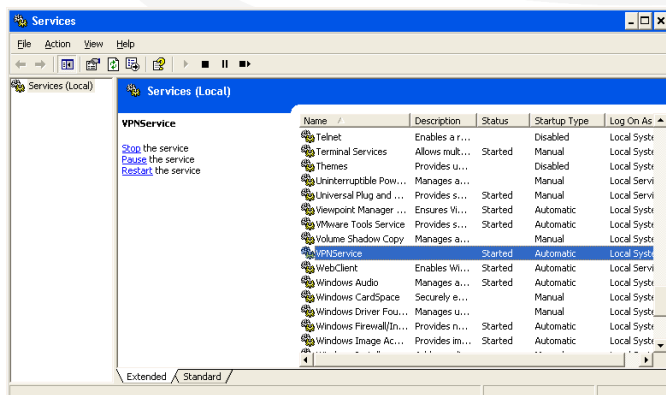 Services
File Action View Help
Services (Local)
Services (Local)
VPNService
Stop the service
Pause the service
Restart the service
Name Description Status Startup Type Log On As
Telnet Enables a r... Disabled Local Syste
Terminal Services Allows mult... Started Manual Local Syste
Themes Provides u... Disabled Local Syste
Uninterruptible Pow... Manages a... Manual Local Servi
Universal Plug and ... Provides s... Started Manual Local Servi
Viewpoint Manager ... Ensures Vi... Started Automatic Local Syste
VMware Tools Service Provides s... Started Automatic Local Syste
Volume Shadow Copy Manages a... Manual Local Syste
VPNService Started Automatic Local Syste
WebClient Enables Wi... Started Automatic Local Servi
Windows Audio Manages a... Started Automatic Local Syste
Windows CardSpace Securely e... Manual Local Syste
Windows Driver Fou... Manages u... Manual Local Syste
Windows Firewall/In... Provides n... Started Automatic Local Syste
Windows Image Ac... Provides im... Started Automatic Local Syste
Extended Standard